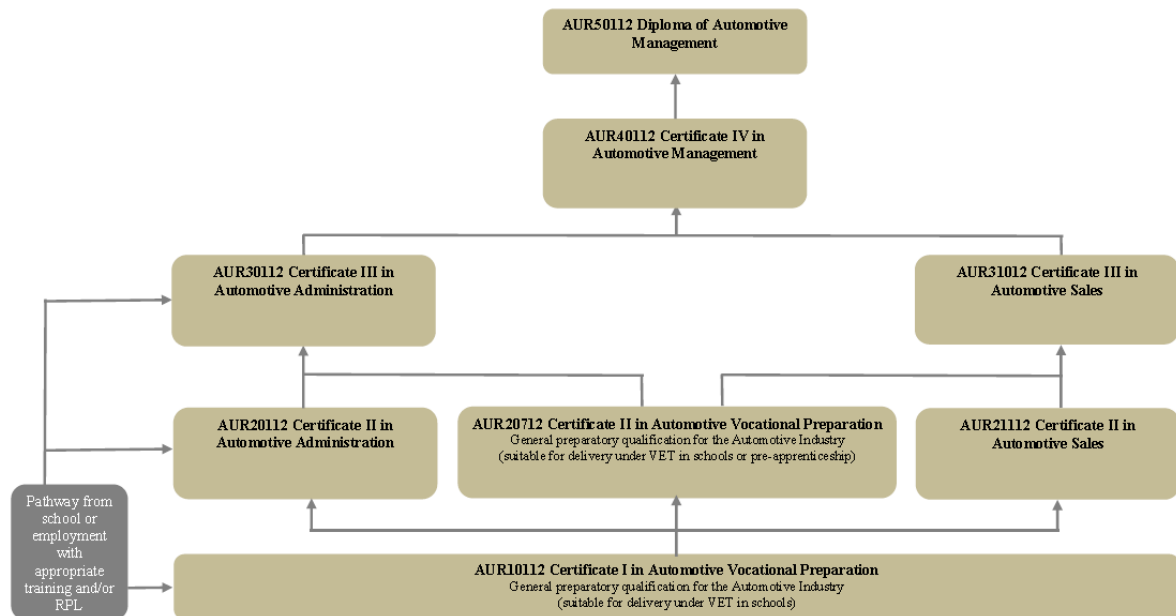 AUR50112 Diploma of Automotive
Management
AUR40112 Certificate IV in
Automotive Management
AUR30112 Certificate III in
Automotive Administration
AUR31012 Certificate III in
Automotive Sales
AUR20112 Certificate II in
Automotive Administration
AUR20712 Certificate II in Automotive Vocational Preparation
General preparatory qualification for the Automotive Industry
(suitable for delivery under VET in schools or pre-apprenticeship)
AUR21112 Certificate II in
Automotive Sales
Pathway from
school or
employment
with
appropriate
training and/or
RPL
AUR10112 Certificate I in Automotive Vocational Preparation
General preparatory qualification for the Automotive Industry
(suitable for delivery under VET in schools)